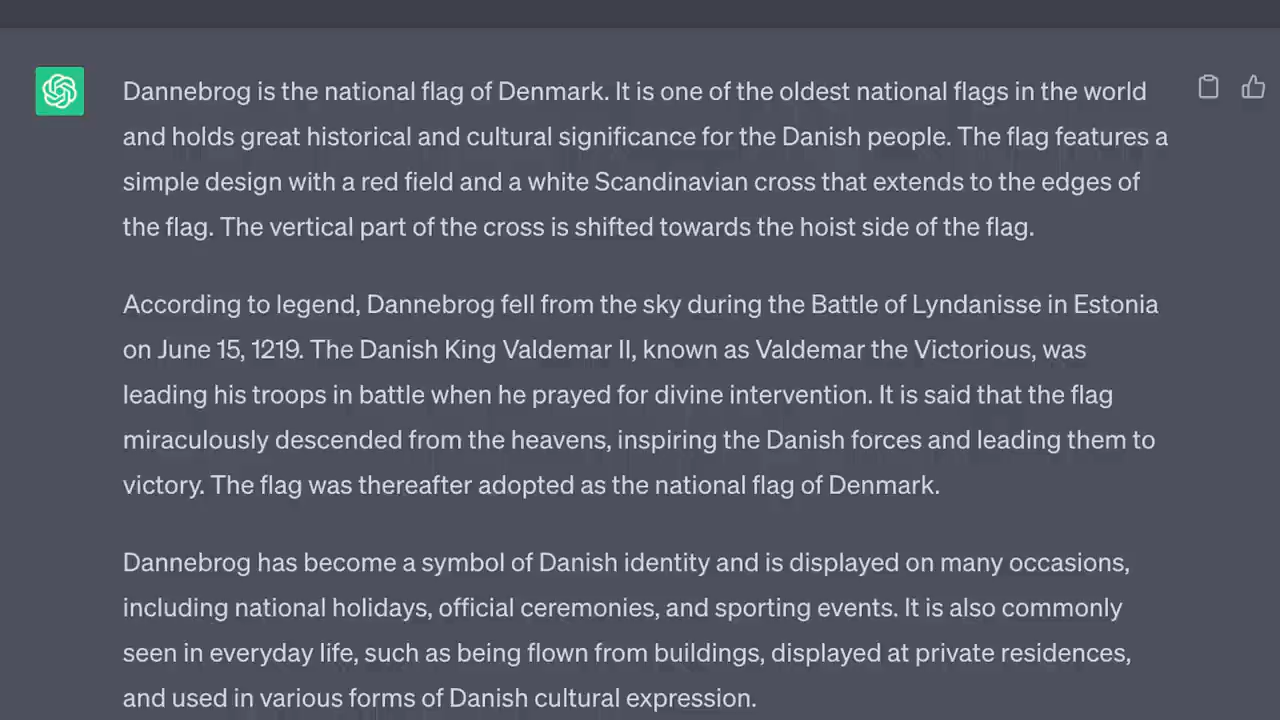 Dannebrog is the national flag of Denmark. It is one of the oldest national flags in the world
and holds great historical and cultural significance for the Danish people. The flag features a
simple design with a red field and a white Scandinavian cross that extends to the edges of
the flag. The vertical part of the cross is shifted towards the hoist side of the flag.
According to legend, Dannebrog fell from the sky during the Battle of Lyndanisse in Estonia
on June 15, 1219. The Danish King Valdemar II, known as Valdemar the Victorious, was
leading his troops in battle when he prayed for divine intervention. It is said that the flag
miraculously descended from the heavens, inspiring the Danish forces and leading them to
victory. The flag was thereafter adopted as the national flag of Denmark.
Dannebrog has become a symbol of Danish identity and is displayed on many occasions,
including national holidays, official ceremonies, and sporting events. It is also commonly
seen in everyday life, such as being flown from buildings, displayed at private residences,
and used in various forms of Danish cultural expression.